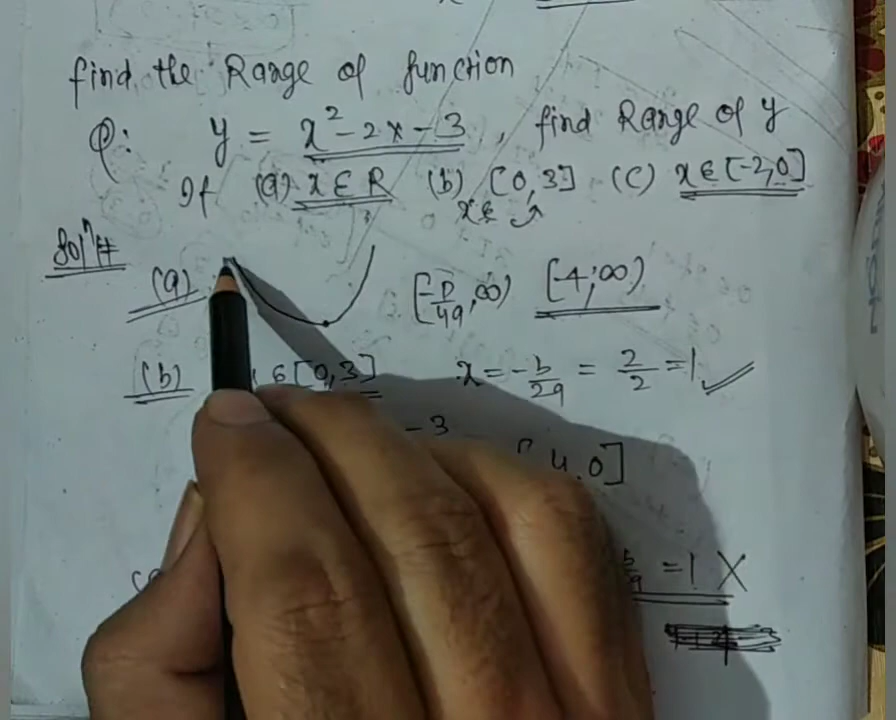 find the Range of function
Q: y = x² - 2x - 3, find Range of y
If (a) x ∈ R (b) [0,3] (c) x ∈ [-2,0]
x ∈
Solⁿ#
(a) [-D/4a, ∞) [-4, ∞)
(b) ∈ [0,3] x = -b/2a = 2/2 = 1 ✓
-3
4,0]
= 1 X